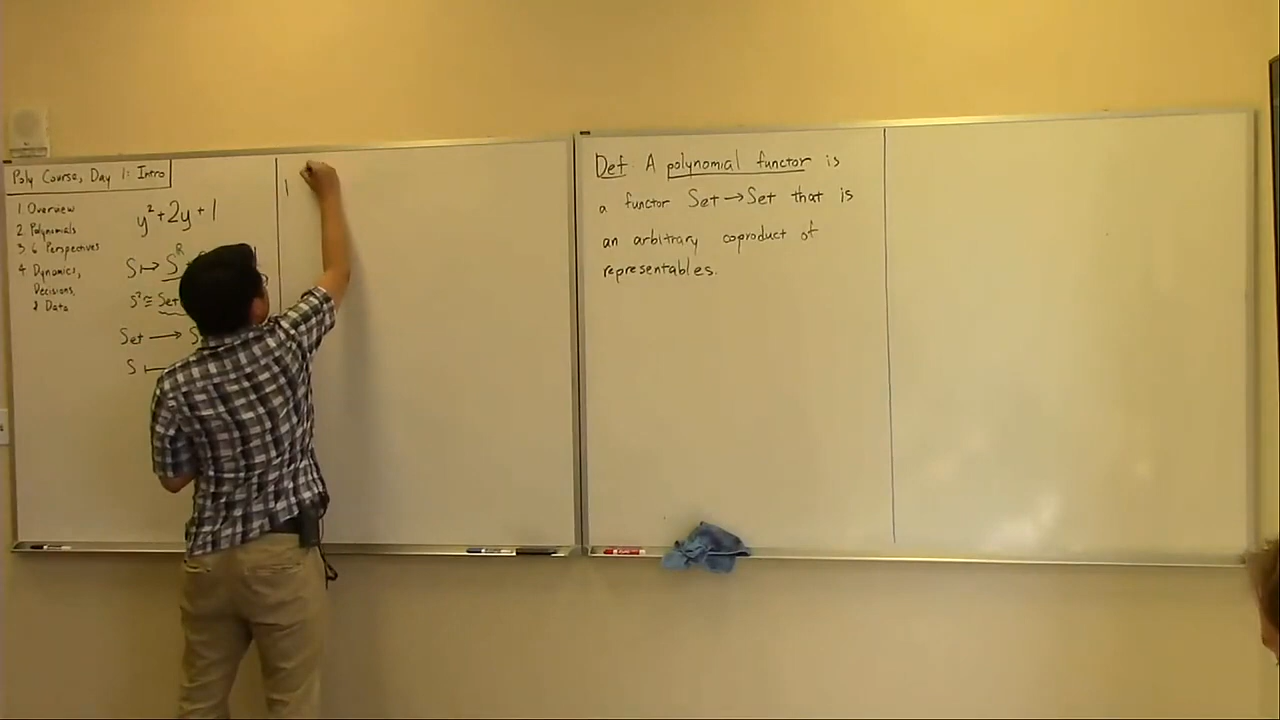 Poly Course, Day 1: Intro
1. Overview
2. Polynomials
3. 6 Perspectives
4. Dynamics,
Decisions,
& Data
y² + 2y + 1
S ↦ S^R
S² ≅ Set
Set → S
S
Def: A polynomial functor is
a functor Set → Set that is
an arbitrary coproduct of
representables.